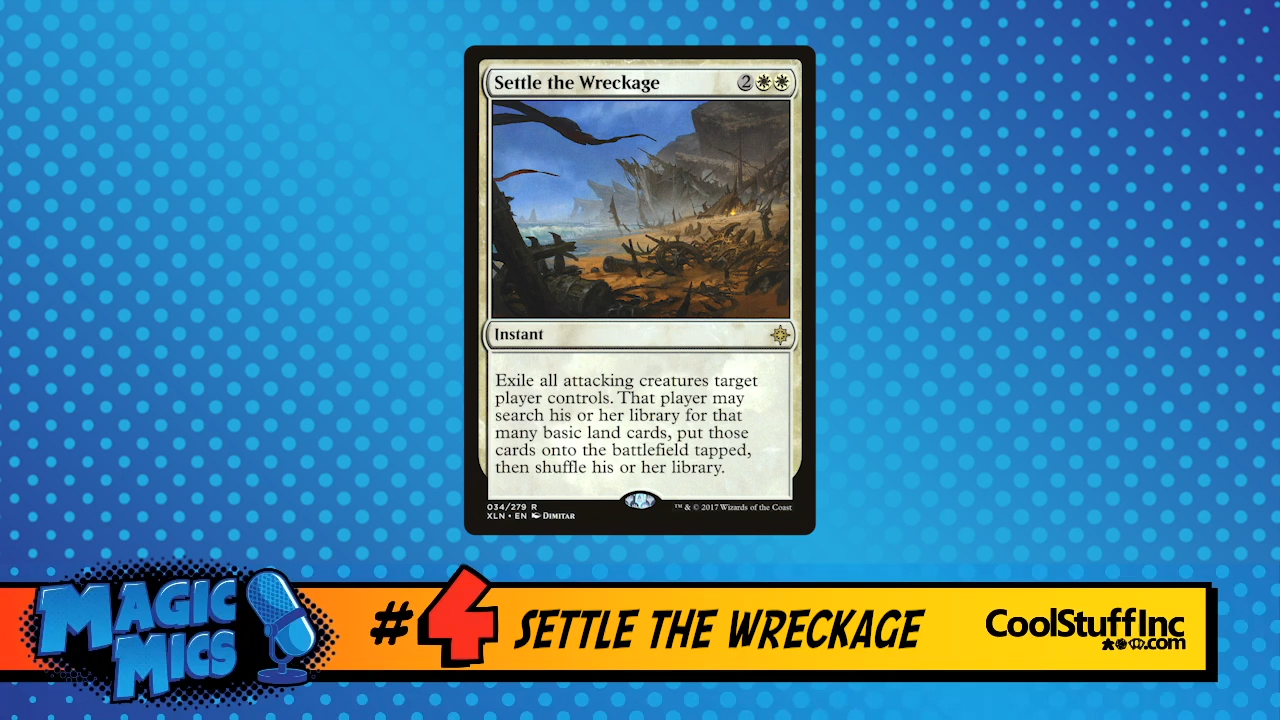 Settle the Wreckage 2
Instant
Exile all attacking creatures target
player controls. That player may
search his or her library for that
many basic land cards, put those
cards onto the battlefield tapped,
then shuffle his or her library.
034/279 R
XLN • EN DIMITAR
™ & © 2017 Wizards of the Coast
MAGIC
MICS
#4 SETTLE THE WRECKAGE
CoolStuffInc
.com